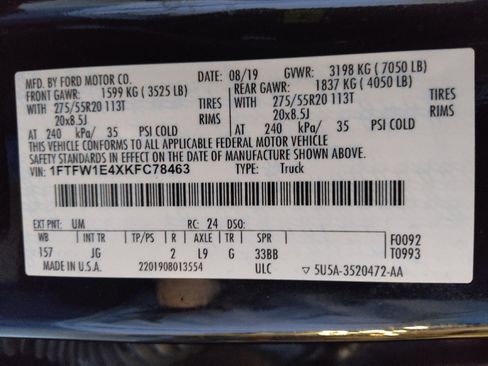 MFD. BY FORD MOTOR CO. DATE: 08/19 GVWR: 3198 KG ( 7050 LB)
FRONT GAWR: 1599 KG ( 3525 LB) REAR GAWR: 1837 KG ( 4050 LB)
WITH 275/55R20 113T TIRES WITH 275/55R20 113T TIRES
20x8.5J RIMS 20x8.5J RIMS
AT 240 kPa/ 35 PSI COLD AT 240 kPa/ 35 PSI COLD
THIS VEHICLE CONFORMS TO ALL APPLICABLE FEDERAL MOTOR VEHICLE
SAFETY STANDARDS IN EFFECT ON THE DATE OF MANUFACTURE SHOWN ABOVE.
VIN: 1FTFW1E4XKFC78463 TYPE: Truck
EXT PNT: UM RC: 24 DSO: F0092
WB INT TR TP/PS R AXLE TR SPR T0993
157 JG 2 L9 G 33BB
MADE IN U.S.A. 2201908013554 ULC ▽ 5U5A-3520472-AA